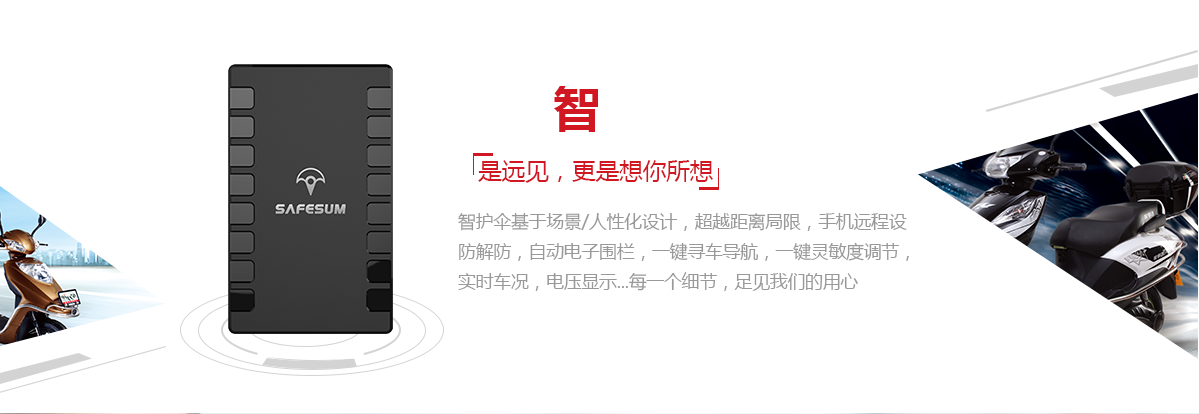 智
是远见，更是想你所想
SAFESUM
智护伞基于场景/人性化设计，超越距离局限，手机远程设
防解防，自动电子围栏，一键寻车导航，一键灵敏度调节，
实时车况，电压显示...每一个细节，足见我们的用心